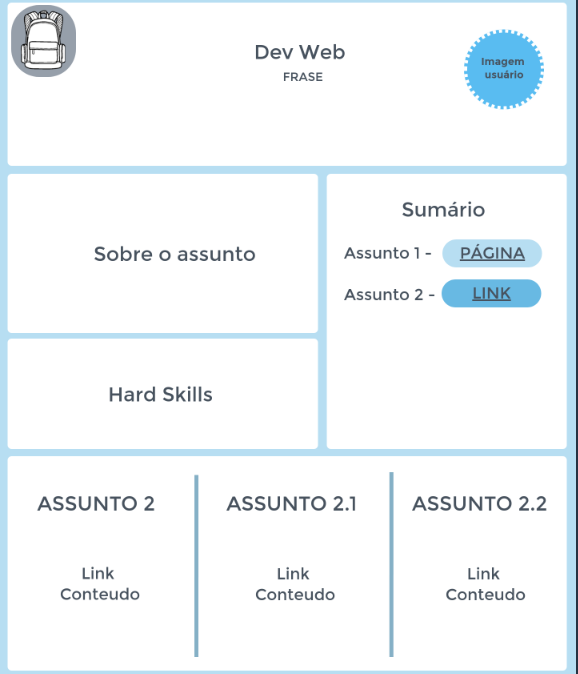 Dev Web
FRASE
Imagem
usuário
Sobre o assunto
Sumário
Assunto 1 - PÁGINA
Assunto 2 - LINK
Hard Skills
ASSUNTO 2
Link
Conteudo
ASSUNTO 2.1
Link
Conteudo
ASSUNTO 2.2
Link
Conteudo